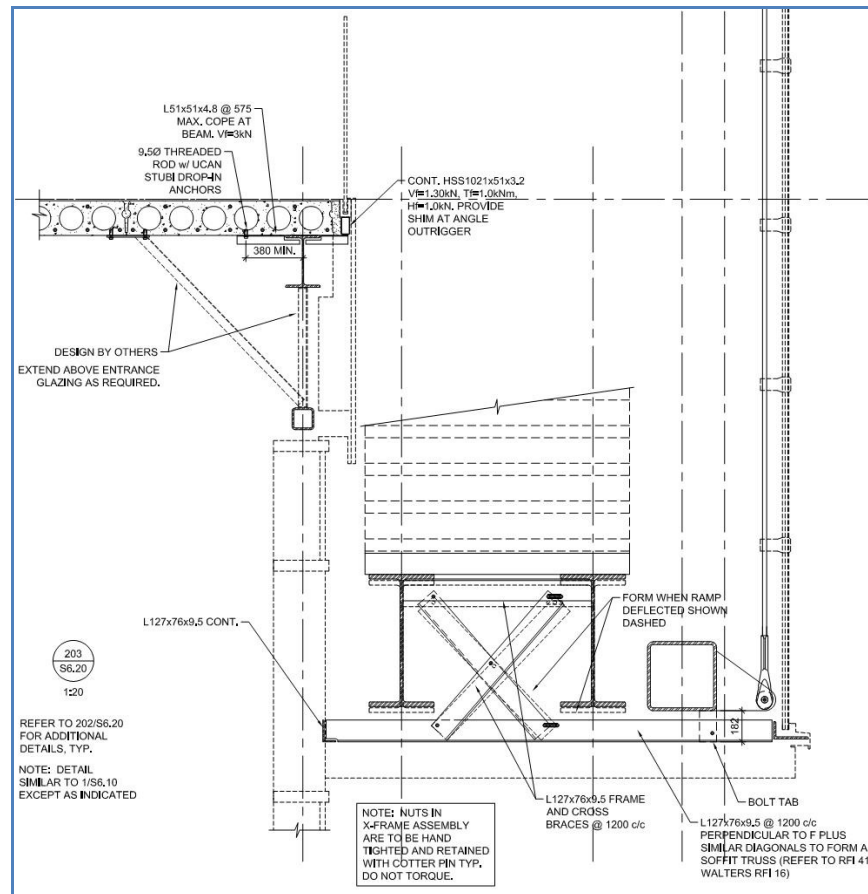 L51x51x4.8 @ 575
MAX. COPE AT
BEAM. Vf=3kN
9.5Ø THREADED
ROD w/ UCAN
STUBI DROP-IN
ANCHORS
CONT. HSS1021x51x3.2
Vf=1.30kN, Tf=1.0kNm,
Hf=1.0kN. PROVIDE
SHIM AT ANGLE
OUTRIGGER
380 MIN.
DESIGN BY OTHERS
EXTEND ABOVE ENTRANCE
GLAZING AS REQUIRED.
FORM WHEN RAMP
DEFLECTED SHOWN
DASHED
L127x76x9.5 CONT.
203
S6.20
1:20
182
REFER TO 202/S6.20
FOR ADDITIONAL
DETAILS, TYP.
NOTE: DETAIL
SIMILAR TO 1/S6.10
EXCEPT AS INDICATED
NOTE: NUTS IN
X-FRAME ASSEMBLY
ARE TO BE HAND
TIGHTED AND RETAINED
WITH COTTER PIN TYP.
DO NOT TORQUE.
L127x76x9.5 FRAME
AND CROSS
BRACES @ 1200 c/c
BOLT TAB
L127x76x9.5 @ 1200 c/c
PERPENDICULAR TO F PLUS
SIMILAR DIAGONALS TO FORM A
SOFFIT TRUSS (REFER TO RFI 41
WALTERS RFI 16)